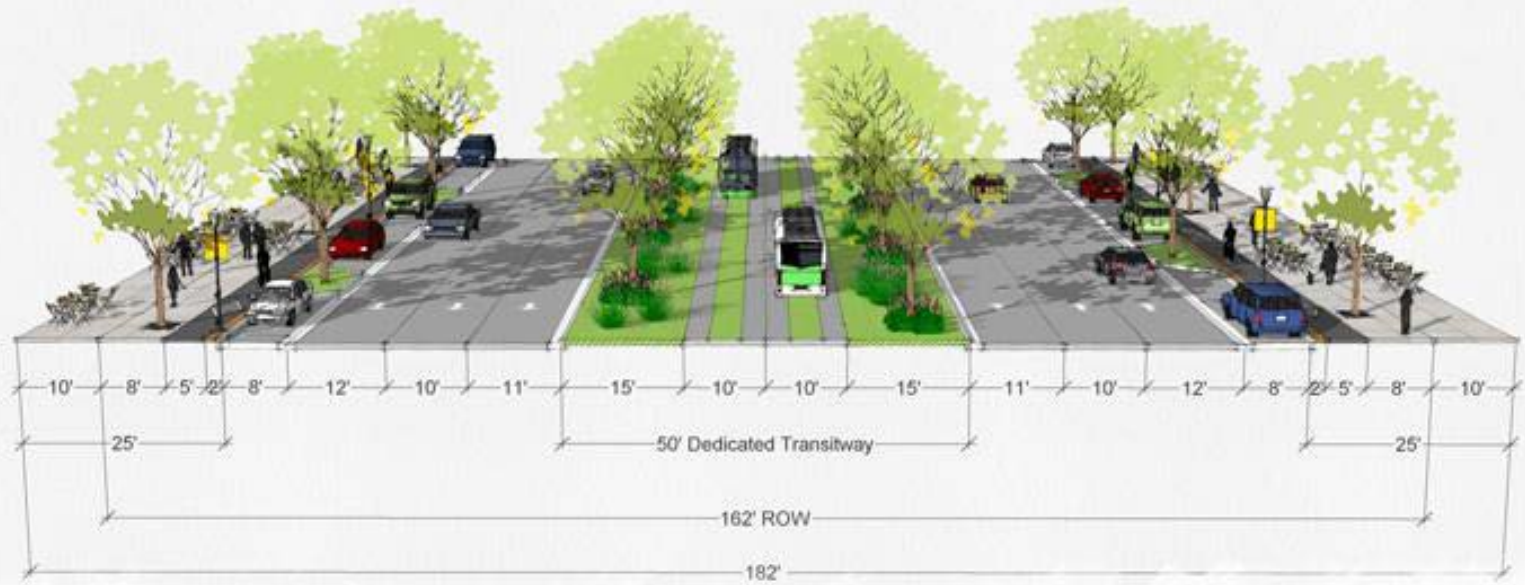 10' 8' 5' 2' 8' 12' 10' 11' 15' 10' 10' 15' 11' 10' 12' 8' 2' 5' 8' 10'
25' 50' Dedicated Transitway 25'
162' ROW
182'